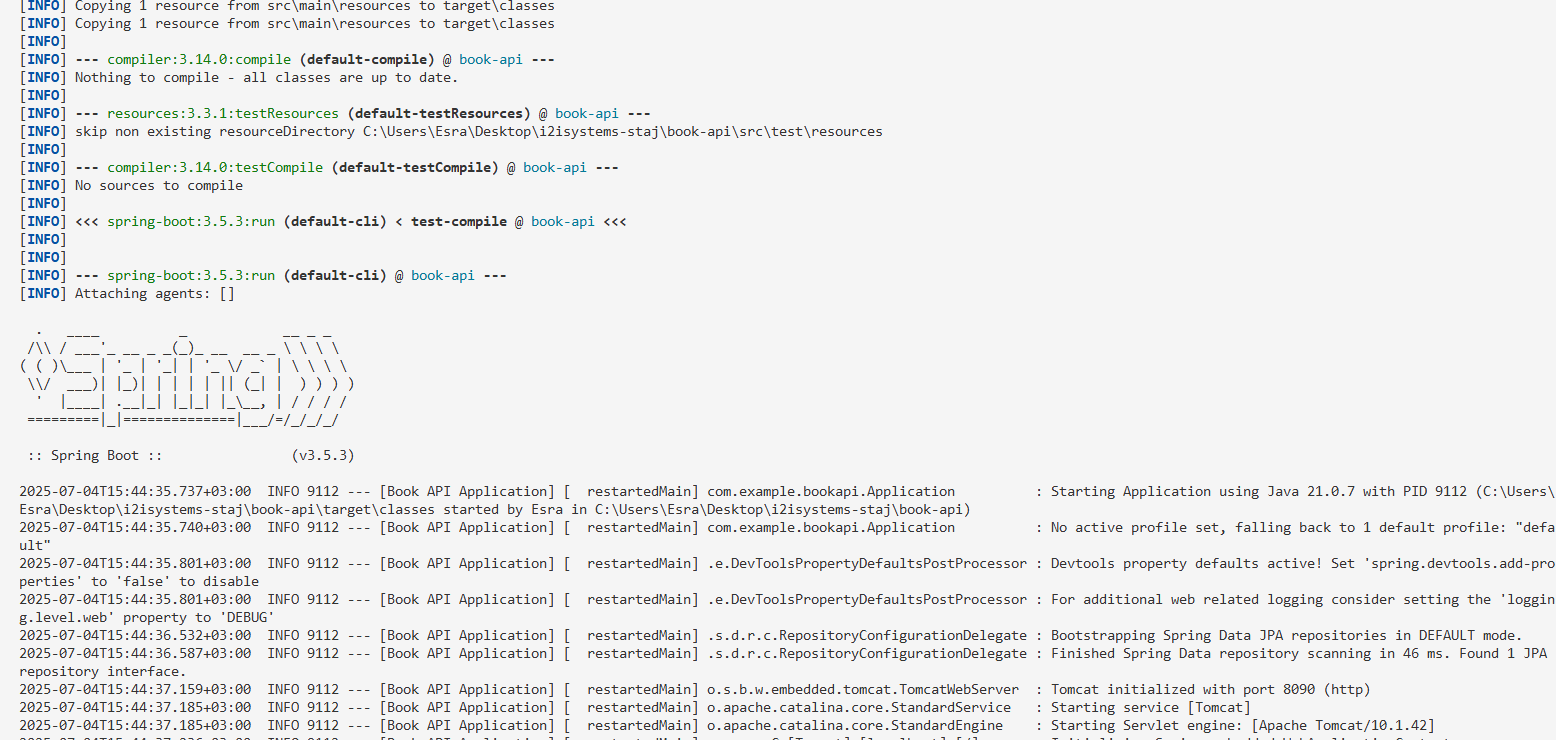 [INFO] Copying 1 resource from src\main\resources to target\classes
[INFO] Copying 1 resource from src\main\resources to target\classes
[INFO]
[INFO] --- compiler:3.14.0:compile (default-compile) @ book-api ---
[INFO] Nothing to compile - all classes are up to date.
[INFO]
[INFO] --- resources:3.3.1:testResources (default-testResources) @ book-api ---
[INFO] skip non existing resourceDirectory C:\Users\Esra\Desktop\i2isystems-staj\book-api\src\test\resources
[INFO]
[INFO] --- compiler:3.14.0:testCompile (default-testCompile) @ book-api ---
[INFO] No sources to compile
[INFO]
[INFO] <<< spring-boot:3.5.3:run (default-cli) < test-compile @ book-api <<<
[INFO]
[INFO]
[INFO] --- spring-boot:3.5.3:run (default-cli) @ book-api ---
[INFO] Attaching agents: []
  .   ____          _            __ _ _
 /\\ / ___'_ __ _ _(_)_ __  __ _ \ \ \ \
( ( )\___ | '_ | '_| | '_ \/ _` | \ \ \ \
 \\/  ___)| |_)| | | | | || (_| |  ) ) ) )
  '  |____| .__|_| |_|_| |_\__, | / / / /
 =========|_|==============|___/=/_/_/_/
 :: Spring Boot ::                (v3.5.3)
2025-07-04T15:44:35.737+03:00  INFO 9112 --- [Book API Application] [  restartedMain] com.example.bookapi.Application          : Starting Application using Java 21.0.7 with PID 9112 (C:\Users\
Esra\Desktop\i2isystems-staj\book-api\target\classes started by Esra in C:\Users\Esra\Desktop\i2isystems-staj\book-api)
2025-07-04T15:44:35.740+03:00  INFO 9112 --- [Book API Application] [  restartedMain] com.example.bookapi.Application          : No active profile set, falling back to 1 default profile: "defa
ult"
2025-07-04T15:44:35.801+03:00  INFO 9112 --- [Book API Application] [  restartedMain] .e.DevToolsPropertyDefaultsPostProcessor : Devtools property defaults active! Set 'spring.devtools.add-pro
perties' to 'false' to disable
2025-07-04T15:44:35.801+03:00  INFO 9112 --- [Book API Application] [  restartedMain] .e.DevToolsPropertyDefaultsPostProcessor : For additional web related logging consider setting the 'loggin
g.level.web' property to 'DEBUG'
2025-07-04T15:44:36.532+03:00  INFO 9112 --- [Book API Application] [  restartedMain] .s.d.r.c.RepositoryConfigurationDelegate : Bootstrapping Spring Data JPA repositories in DEFAULT mode.
2025-07-04T15:44:36.587+03:00  INFO 9112 --- [Book API Application] [  restartedMain] .s.d.r.c.RepositoryConfigurationDelegate : Finished Spring Data repository scanning in 46 ms. Found 1 JPA
repository interface.
2025-07-04T15:44:37.159+03:00  INFO 9112 --- [Book API Application] [  restartedMain] o.s.b.w.embedded.tomcat.TomcatWebServer  : Tomcat initialized with port 8090 (http)
2025-07-04T15:44:37.185+03:00  INFO 9112 --- [Book API Application] [  restartedMain] o.apache.catalina.core.StandardService   : Starting service [Tomcat]
2025-07-04T15:44:37.185+03:00  INFO 9112 --- [Book API Application] [  restartedMain] o.apache.catalina.core.StandardEngine    : Starting Servlet engine: [Apache Tomcat/10.1.42]